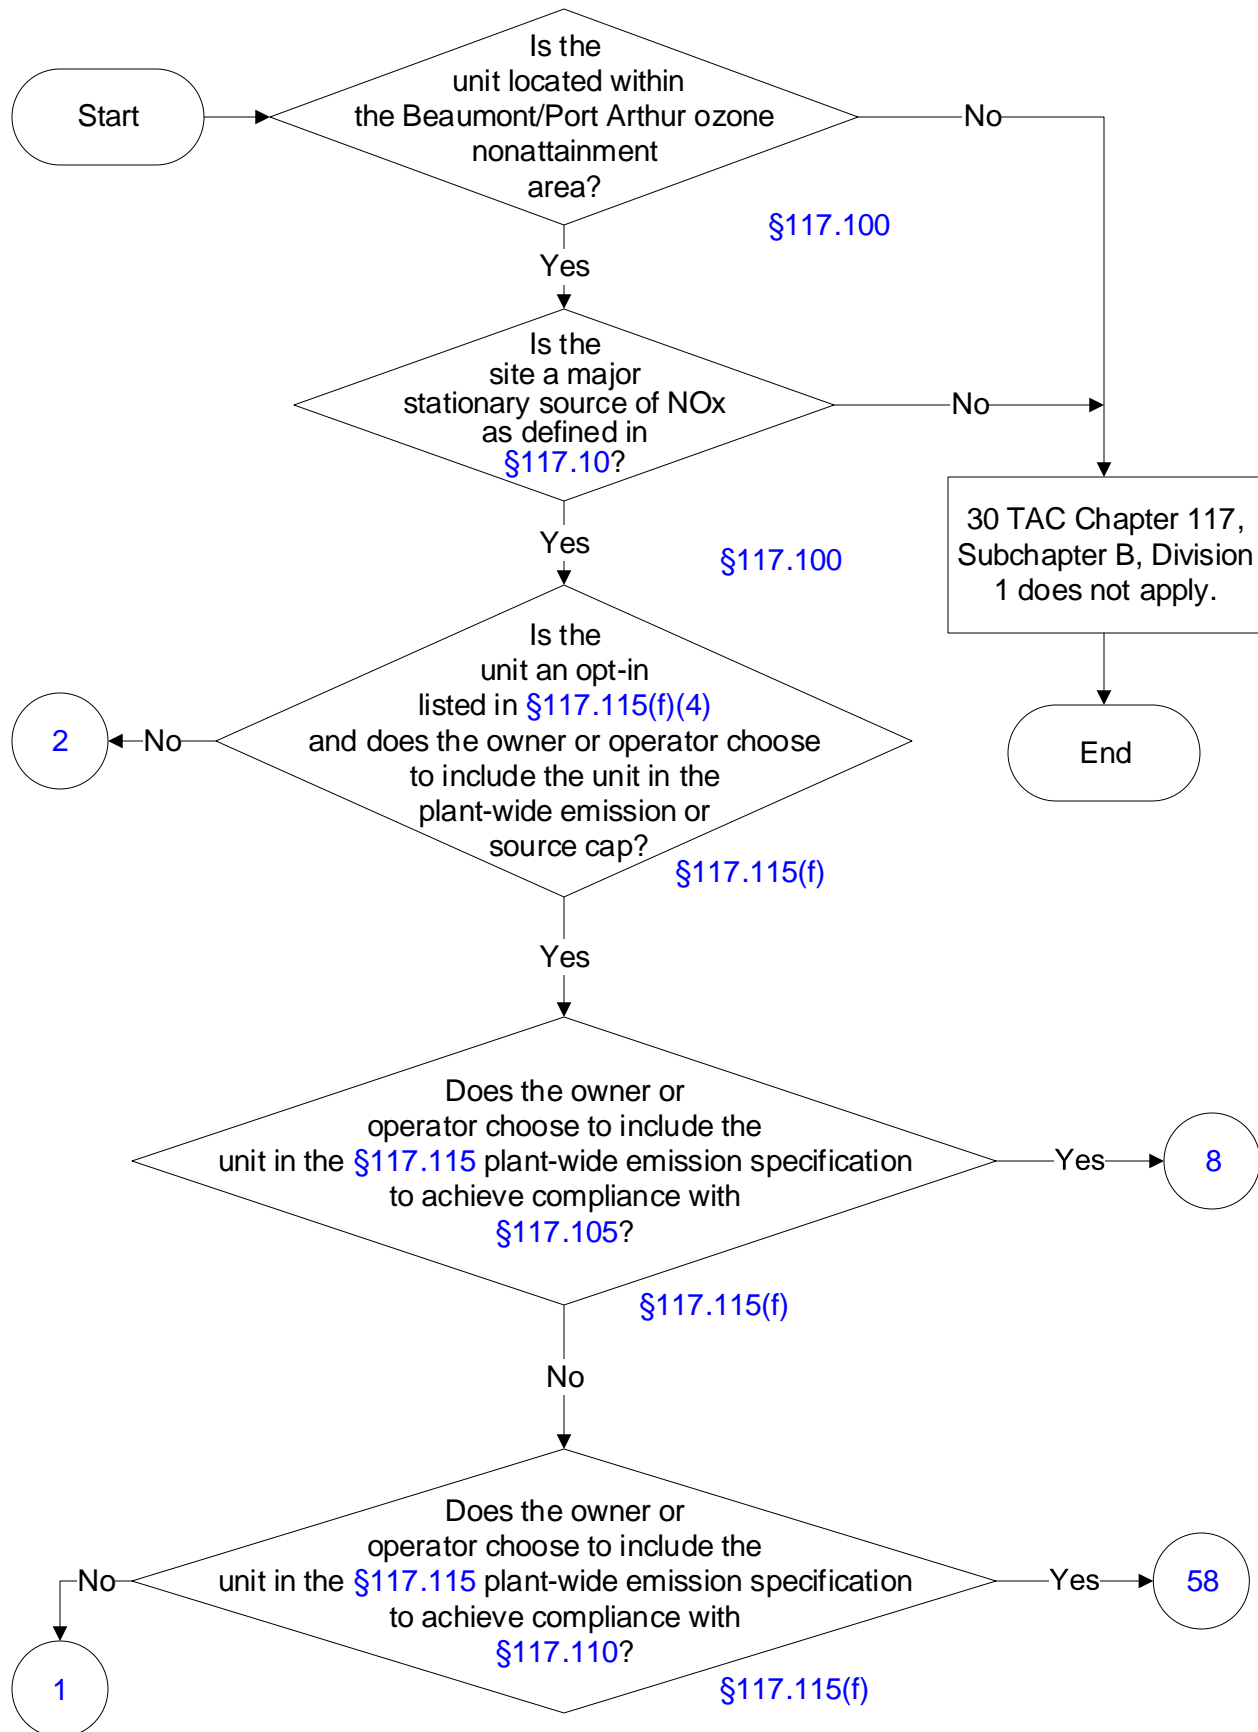 Start
Is the
unit located within
the Beaumont/Port Arthur ozone
nonattainment
area?
No
§117.100
Yes
Is the
site a major
stationary source of NOx
as defined in
§117.10?
No
Yes
§117.100
30 TAC Chapter 117,
Subchapter B, Division
1 does not apply.
End
Is the
unit an opt-in
listed in §117.115(f)(4)
and does the owner or operator choose
to include the unit in the
plant-wide emission or
source cap?
No
2
§117.115(f)
Yes
Does the owner or
operator choose to include the
unit in the §117.115 plant-wide emission specification
to achieve compliance with
§117.105?
Yes
8
§117.115(f)
No
Does the owner or
operator choose to include the
unit in the §117.115 plant-wide emission specification
to achieve compliance with
§117.110?
Yes
58
No
1
§117.115(f)